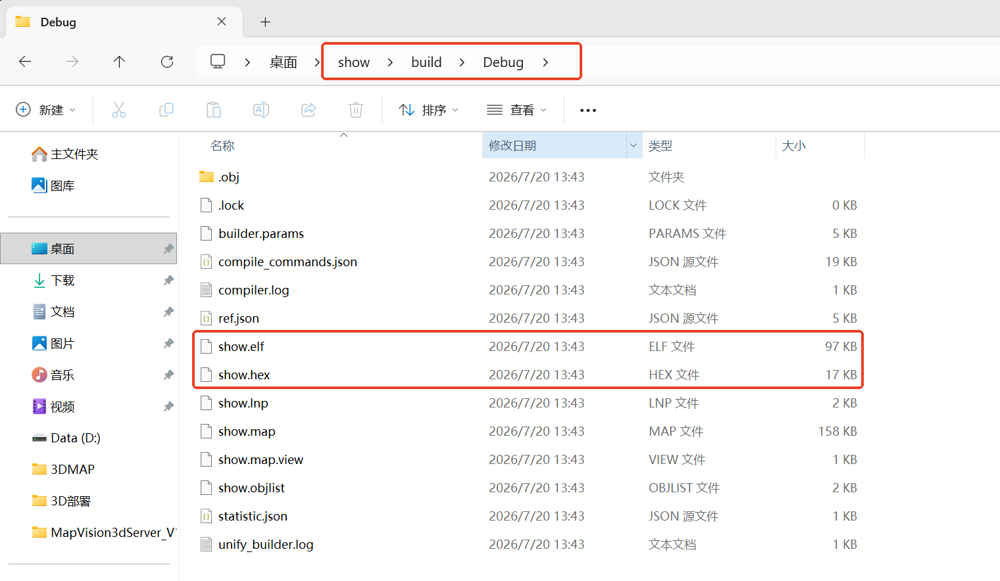 Debug
桌面 show build Debug
新建 排序 查看
名称 修改日期 类型 大小
主文件夹
图库
桌面
下载
文档
图片
音乐
视频
Data (D:)
3DMAP
3D部署
MapVision3dServer_V
.obj 2026/7/20 13:43 文件夹
.lock 2026/7/20 13:43 LOCK 文件 0 KB
builder.params 2026/7/20 13:43 PARAMS 文件 5 KB
compile_commands.json 2026/7/20 13:43 JSON 源文件 19 KB
compiler.log 2026/7/20 13:43 文本文档 1 KB
ref.json 2026/7/20 13:43 JSON 源文件 5 KB
show.elf 2026/7/20 13:43 ELF 文件 97 KB
show.hex 2026/7/20 13:43 HEX 文件 17 KB
show.lnp 2026/7/20 13:43 LNP 文件 2 KB
show.map 2026/7/20 13:43 MAP 文件 158 KB
show.map.view 2026/7/20 13:43 VIEW 文件 1 KB
show.objlist 2026/7/20 13:43 OBJLIST 文件 2 KB
statistic.json 2026/7/20 13:43 JSON 源文件 1 KB
unify_builder.log 2026/7/20 13:43 文本文档 1 KB